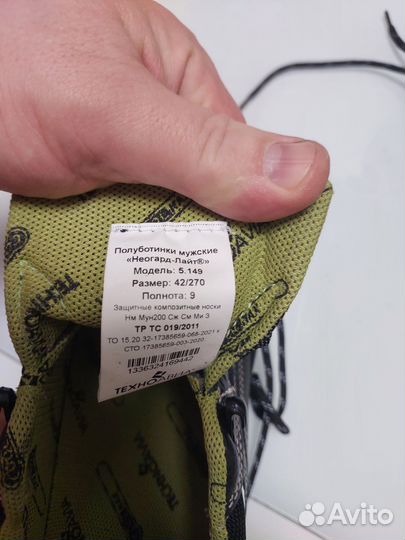 Полуботинки мужские
«Неогард-Лайт®»
Модель: 5.149
Размер: 42/270
Полнота: 9
Защитные композитные носки
Нм Мун200 Сж См Ми З
ТР ТС 019/2011
ТО 15.20 32-17385659-068-2021 к
СТО 17385659-003-2020
1336324169442
ТЕХНОАВИА
Avito